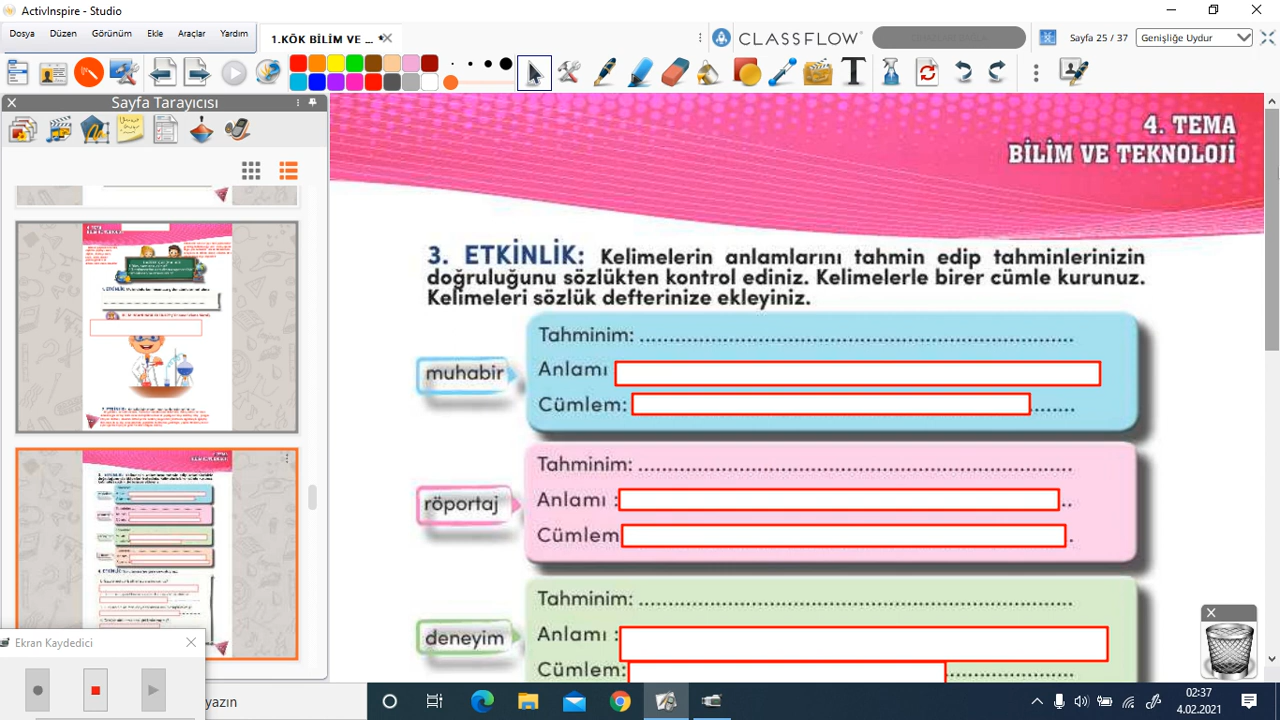 ActivInspire - Studio
Dosya Düzen Görünüm Ekle Araçlar Yardım
1.KÖK BİLİM VE ...
CLASSFLOW
Sayfa 25 / 37
Genişliğe Uydur
Sayfa Tarayıcısı
4. TEMA
BİLİM VE TEKNOLOJİ
3. ETKİNLİK: Kelimelerin anlamlarını tahmin edip tahminlerinizin
doğruluğunu sözlükten kontrol ediniz. Kelimelerle birer cümle kurunuz.
Kelimeleri sözlük defterinize ekleyiniz.
muhabir
Tahminim: ........................................................................
Anlamı
Cümlem: ........
röportaj
Tahminim: ........................................................................
Anlamı : ..
Cümlem .
deneyim
Tahminim: ........................................................................
Anlamı :
Cümlem: .....................
Ekran Kaydedici
yazın
02:37
4.02.2021